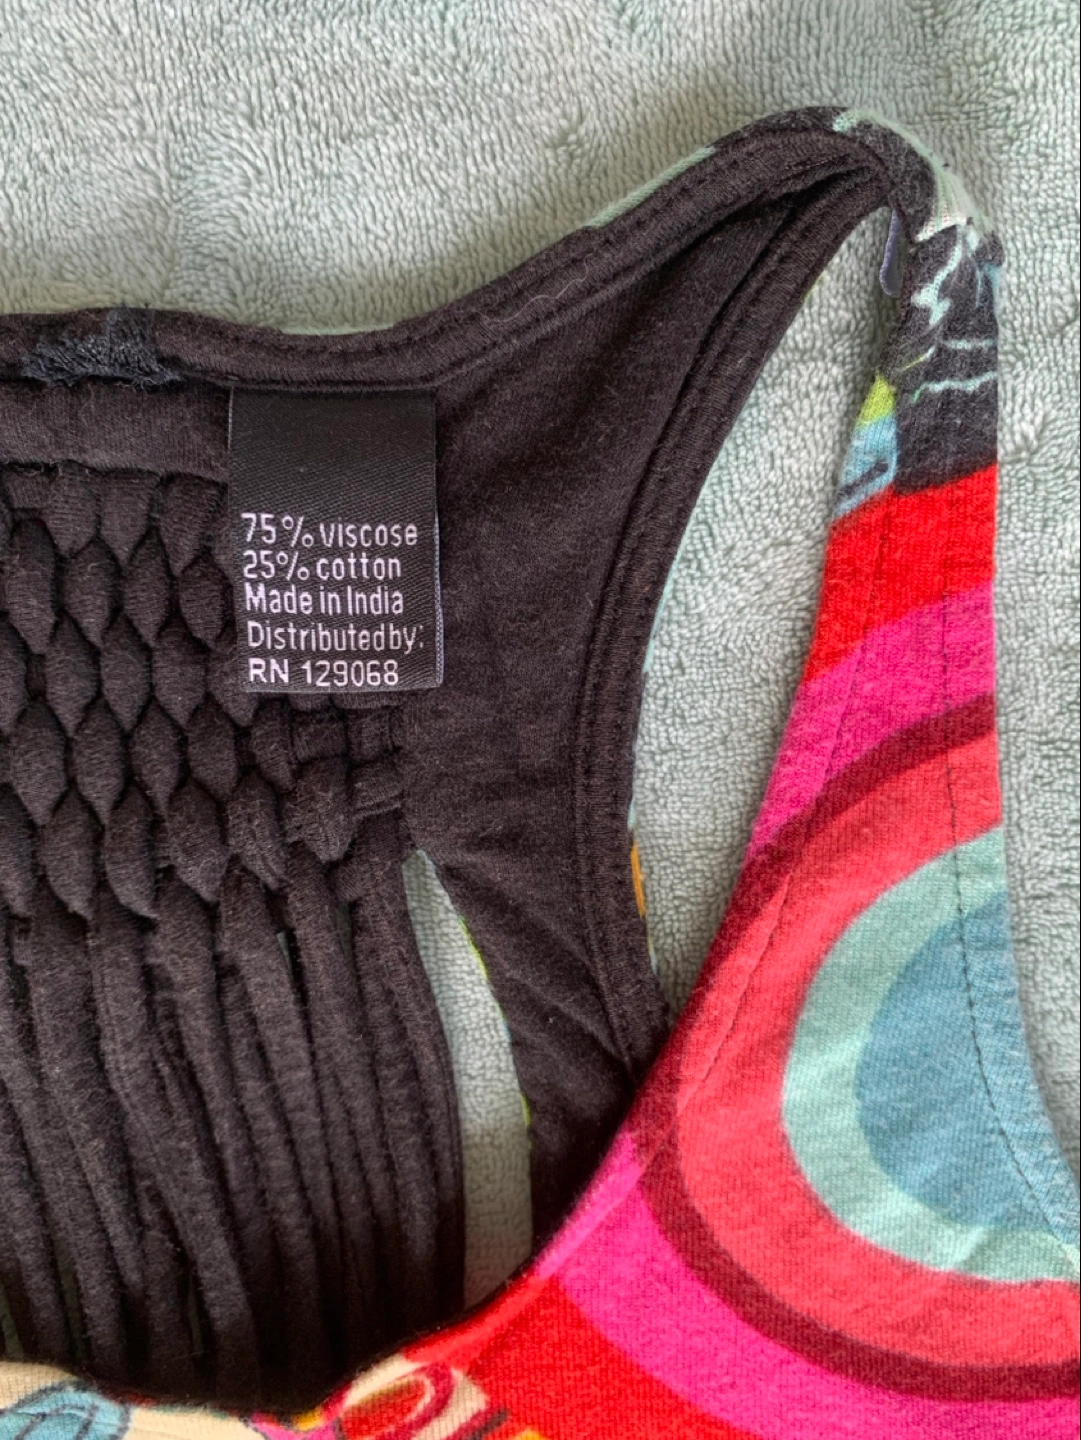 75% viscose
25% cotton
Made in India
Distributed by:
RN 129068